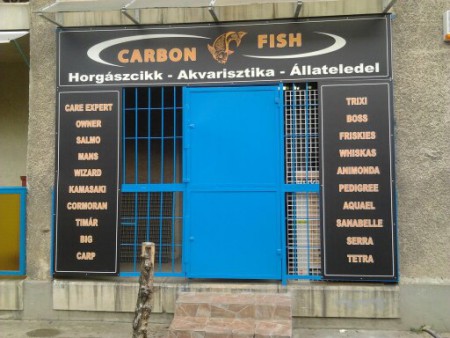 CARBON FISH
Horgászcikk - Akvarisztika - Állateledel
CARE EXPERT
OWNER
SALMO
MANS
WIZARD
KAMASAKI
CORMORAN
TIMÁR
BIG
CARP
TRIXI
BOSS
FRISKIES
WHISKAS
ANIMONDA
PEDIGREE
AQUAEL
SANABELLE
SERRA
TETRA